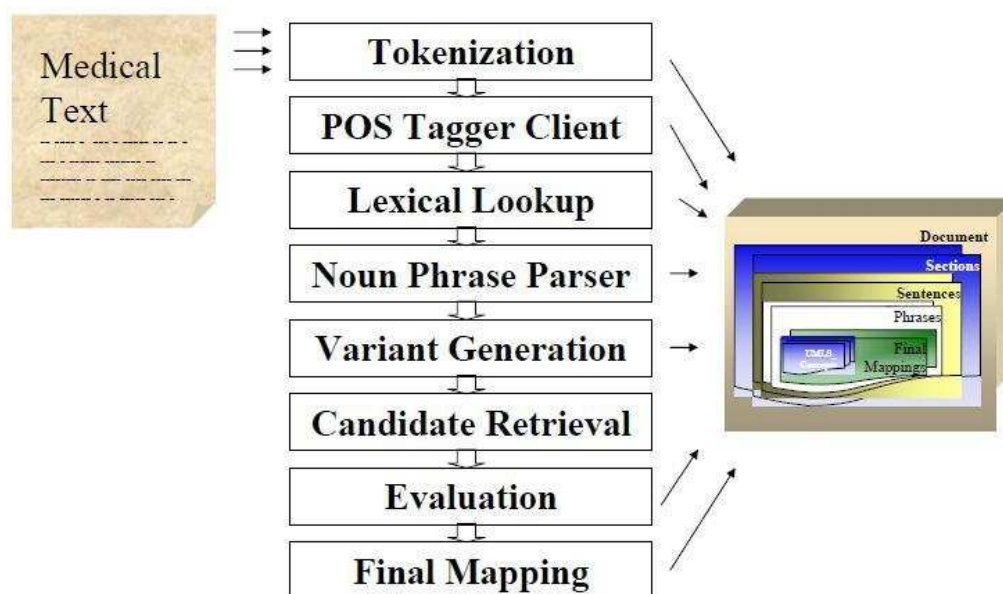 Medical
Text
Tokenization
POS Tagger Client
Lexical Lookup
Noun Phrase Parser
Variant Generation
Candidate Retrieval
Evaluation
Final Mapping
Document
Sections
Sentences
Phrases
Final
Mappings
UMLS